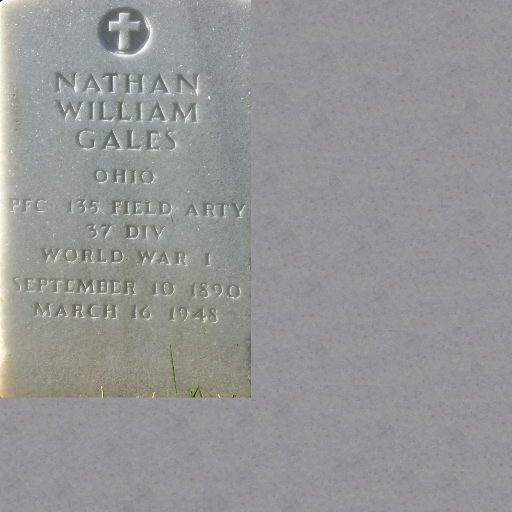 NATHAN
WILLIAM
GALES
OHIO
PFC 135 FIELD ARTY
37 DIV
WORLD WAR I
SEPTEMBER 10 1890
MARCH 16 1948